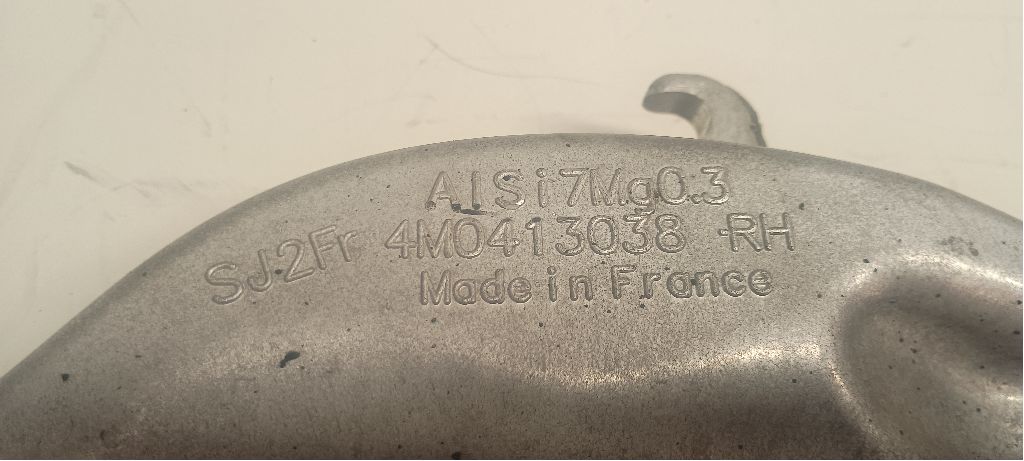 AlSi7Mg0.3
SJ2Fr 4M0413038 -RH
Made in France